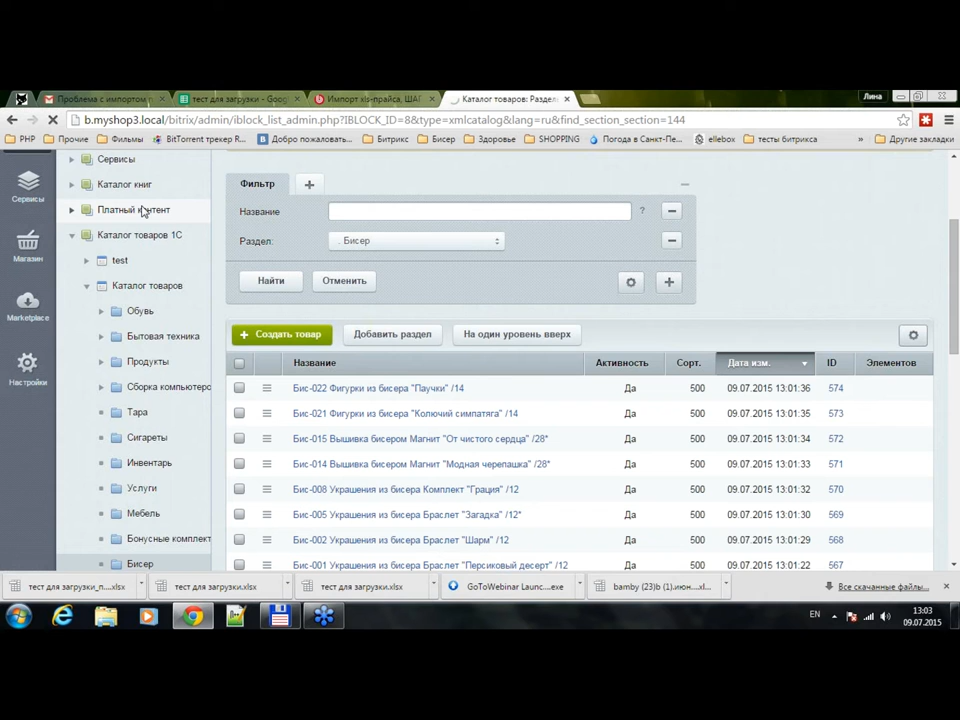 Проблема с импортом
тест для загрузки - Goog
Импорт xls-прайса, ША
Каталог товаров: Раздел
Лина
b.myshop3.local/bitrix/admin/iblock_list_admin.php?IBLOCK_ID=8&type=xmlcatalog&lang=ru&find_section_section=144
PHP
Прочие
Фильмы
BitTorrent трекер R...
Добро пожаловать...
Битрикс
Бисер
Здоровье
SHOPPING
Погода в Санкт-Пе...
ellebox
тесты битрикса
Другие закладки
Сервисы
Магазин
Marketplace
Настройки
Сервисы
Каталог книг
Платный контент
Каталог товаров 1С
test
Каталог товаров
Обувь
Бытовая техника
Продукты
Сборка компьютеро
Тара
Сигареты
Инвентарь
Услуги
Мебель
Бонусные комплект
Бисер
Фильтр
Название
?
Раздел:
. Бисер
Найти
Отменить
Создать товар
Добавить раздел
На один уровень вверх
Название Активность Сорт. Дата изм. ID Элементов
Бис-022 Фигурки из бисера "Паучки" /14 Да 500 09.07.2015 13:01:36 574
Бис-021 Фигурки из бисера "Колючий симпатяга" /14 Да 500 09.07.2015 13:01:35 573
Бис-015 Вышивка бисером Магнит "От чистого сердца" /28* Да 500 09.07.2015 13:01:34 572
Бис-014 Вышивка бисером Магнит "Модная черепашка" /28* Да 500 09.07.2015 13:01:33 571
Бис-008 Украшения из бисера Комплект "Грация" /12 Да 500 09.07.2015 13:01:32 570
Бис-005 Украшения из бисера Браслет "Загадка" /12* Да 500 09.07.2015 13:01:30 569
Бис-002 Украшения из бисера Браслет "Шарм" /12 Да 500 09.07.2015 13:01:26 568
Бис-001 Украшения из бисера Браслет "Персиковый десерт" /12 Да 500 09.07.2015 13:01:22 567
тест для загрузки_п....xlsx
тест для загрузки.xlsx
тест для загрузки.xlsx
GoToWebinar Launc....exe
bamby (23)b (1).июн...xl...
Все скачанные файлы...
EN
13:03
09.07.2015